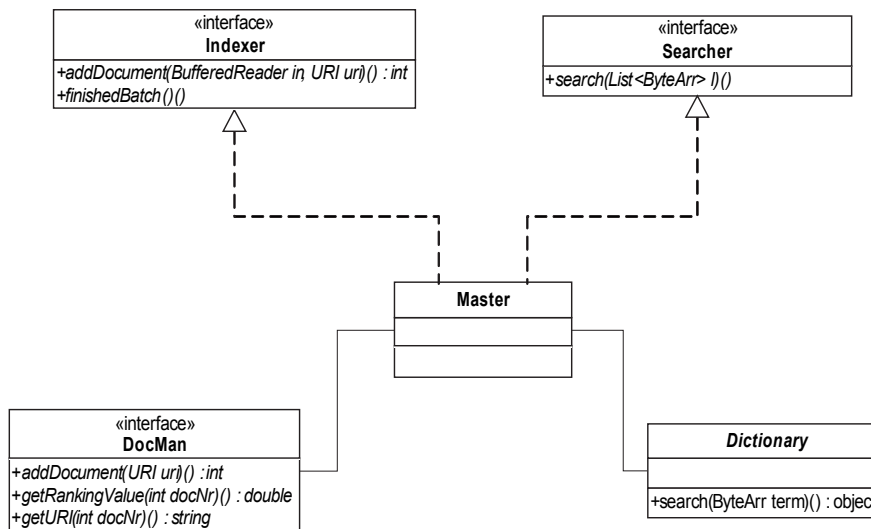 «interface»
Indexer
+addDocument(BufferedReader in, URI uri)() : int
+finishedBatch()()
«interface»
Searcher
+search(List<ByteArr> l)()
Master
«interface»
DocMan
+addDocument(URI uri)() : int
+getRankingValue(int docNr)() : double
+getURI(int docNr)() : string
Dictionary
+search(ByteArr term)() : object